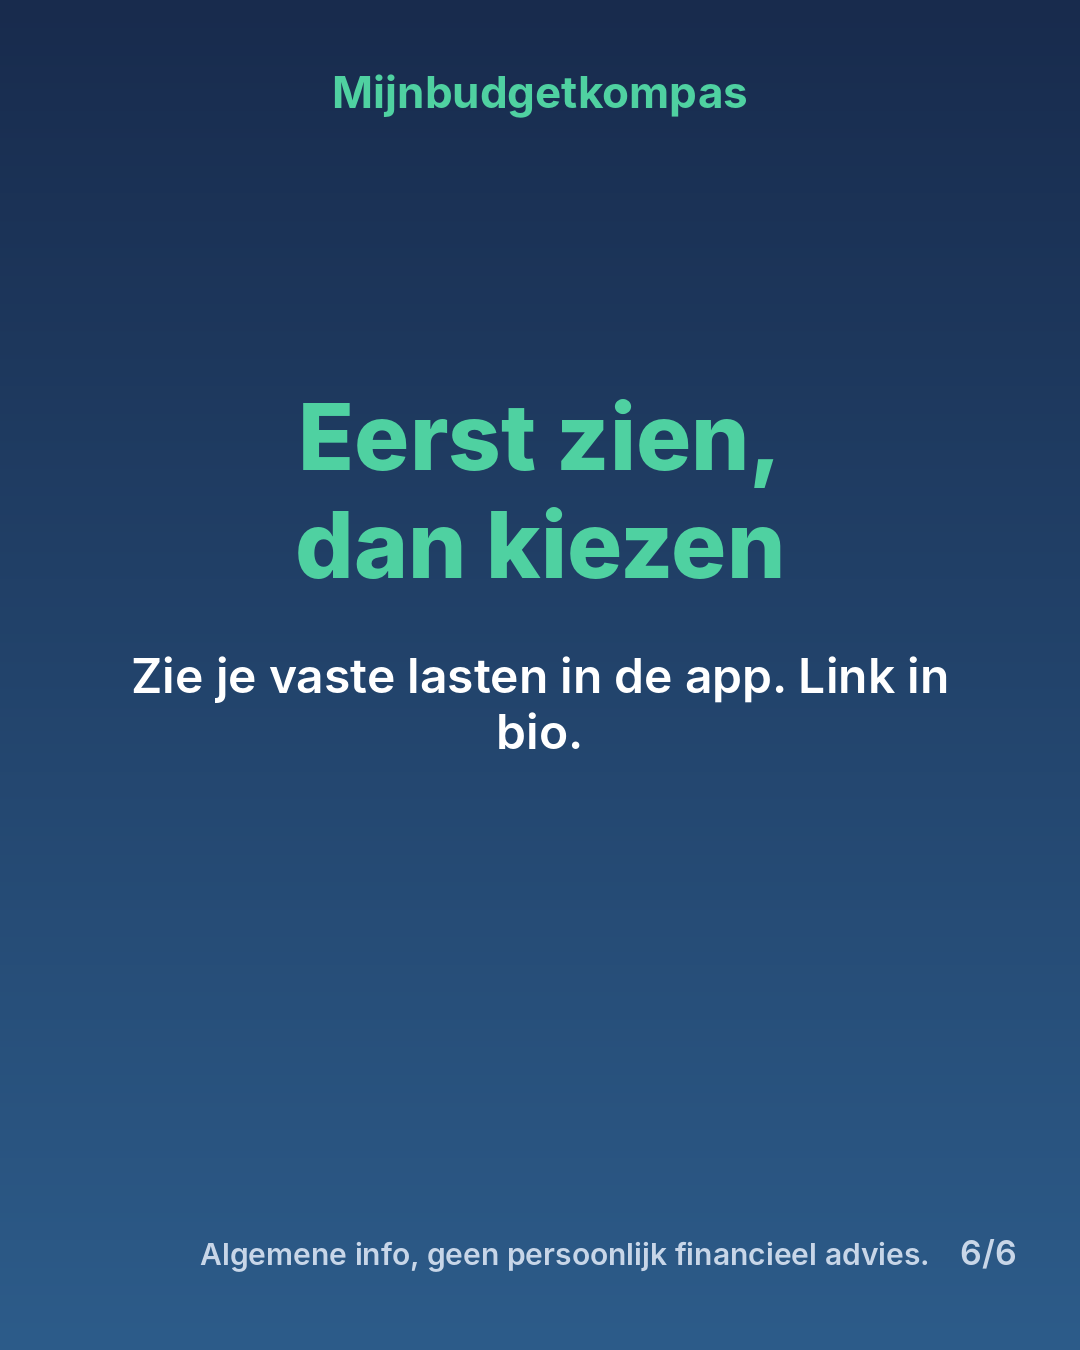 Mijnbudgetkompas
Eerst zien,
dan kiezen
Zie je vaste lasten in de app. Link in
bio.
Algemene info, geen persoonlijk financieel advies. 6/6